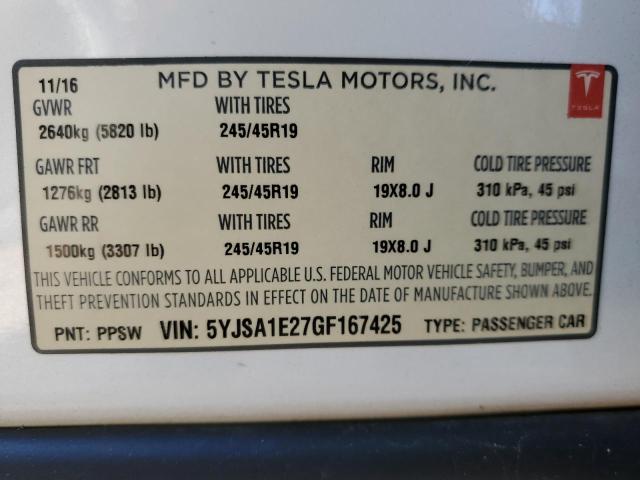 11/16 MFD BY TESLA MOTORS, INC.
TESLA
GVWR WITH TIRES
2640kg (5820 lb) 245/45R19
GAWR FRT WITH TIRES RIM COLD TIRE PRESSURE
1276kg (2813 lb) 245/45R19 19X8.0 J 310 kPa, 45 psi
GAWR RR WITH TIRES RIM COLD TIRE PRESSURE
1500kg (3307 lb) 245/45R19 19X8.0 J 310 kPa, 45 psi
THIS VEHICLE CONFORMS TO ALL APPLICABLE U.S. FEDERAL MOTOR VEHICLE SAFETY, BUMPER, AND
THEFT PREVENTION STANDARDS IN EFFECT ON THE DATE OF MANUFACTURE SHOWN ABOVE.
PNT: PPSW VIN: 5YJSA1E27GF167425 TYPE: PASSENGER CAR